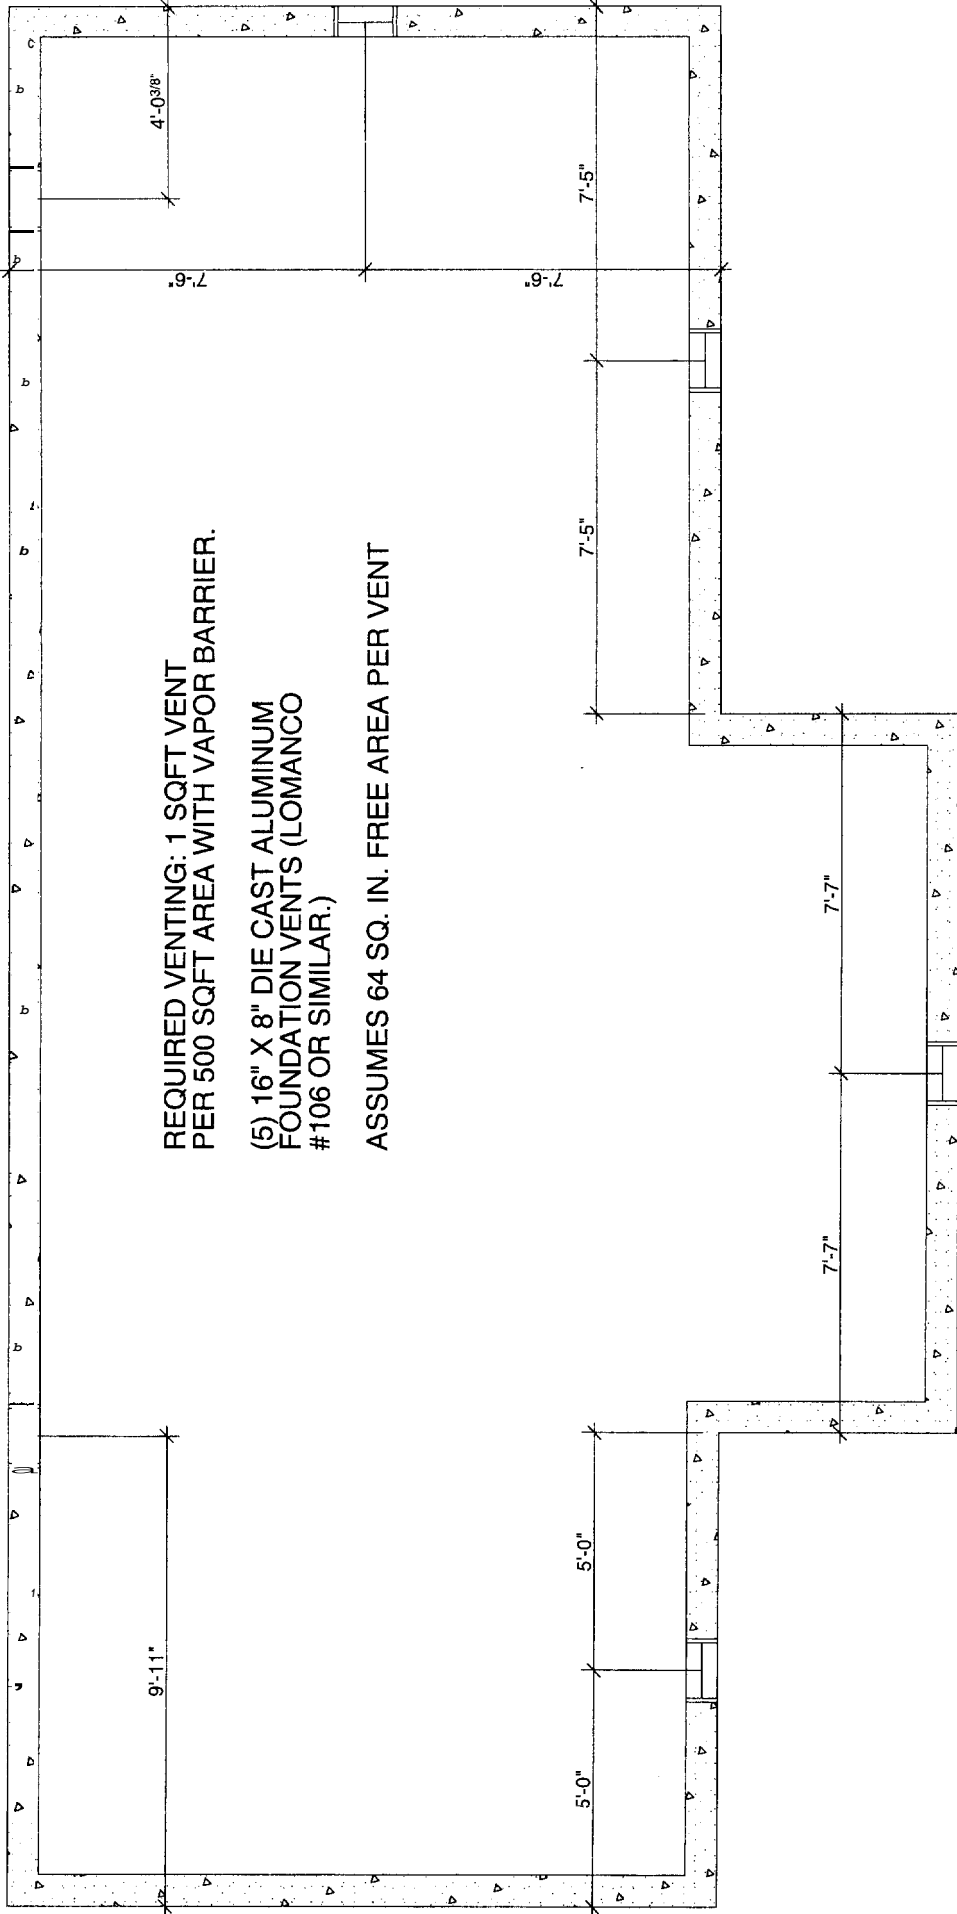 REQUIRED VENTING: 1 SQFT VENT
PER 500 SQFT AREA WITH VAPOR BARRIER.
(5) 16" X 8" DIE CAST ALUMINUM
FOUNDATION VENTS (LOMANCO
#106 OR SIMILAR.)
ASSUMES 64 SQ. IN. FREE AREA PER VENT
9'-11"
4'-0 3/8"
7'-6"
7'-6"
5'-0"
5'-0"
7'-5"
7'-5"
7'-7"
7'-7"